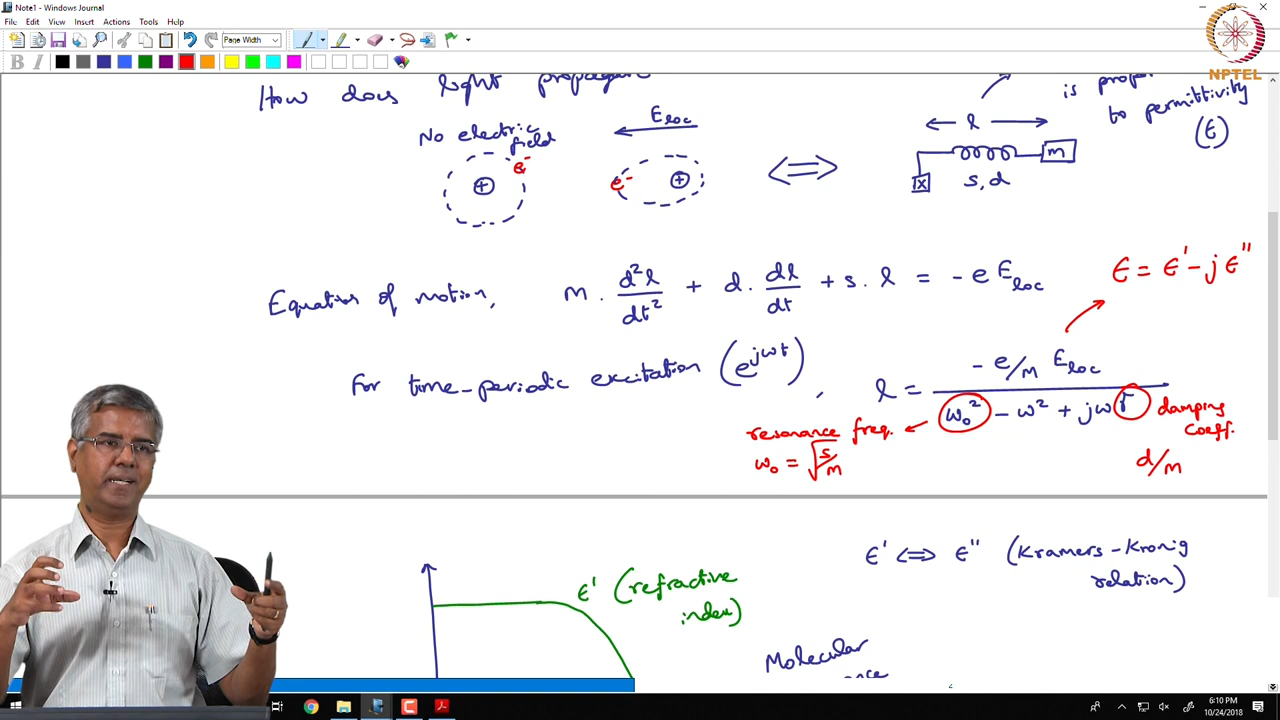 Note1 - Windows Journal
File Edit View Insert Actions Tools Help
Page Width
B I
NPTEL
How does light propagate
is propor
to permittivity
(ϵ)
No electric
field
e⁻
+
E_loc
e⁻
+
⟺
l
m
x
s, d
Equation of motion, m . d²l/dt² + d . dl/dt + s . l = - e E_loc
ϵ = ϵ' - j ϵ''
For time-periodic excitation (e^{jωt}) , l = - e/m E_loc / ω₀² - ω² + jω Γ
resonance freq.
ω₀ = √s/m
damping
coeff.
d/m
ϵ' ⟺ ϵ'' (Kramers-Kronig
relation)
ϵ' (refractive
index)
Molecular
6:10 PM
10/24/2018